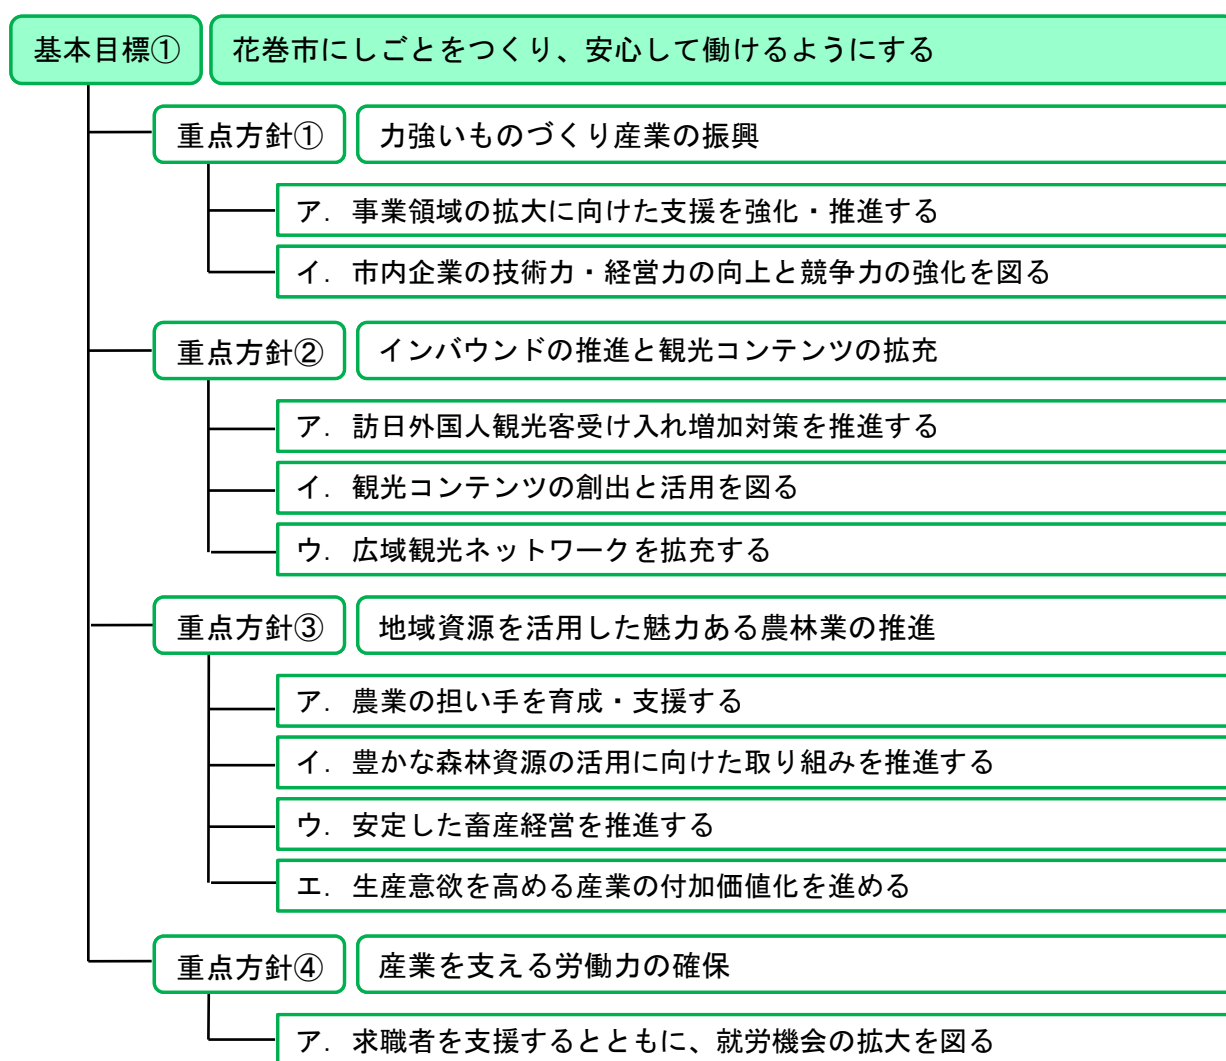 基本目標① 花巻市にしごとをつくり、安心して働けるようにする
重点方針① 力強いものづくり産業の振興
ア．事業領域の拡大に向けた支援を強化・推進する
イ．市内企業の技術力・経営力の向上と競争力の強化を図る
重点方針② インバウンドの推進と観光コンテンツの拡充
ア．訪日外国人観光客受け入れ増加対策を推進する
イ．観光コンテンツの創出と活用を図る
ウ．広域観光ネットワークを拡充する
重点方針③ 地域資源を活用した魅力ある農林業の推進
ア．農業の担い手を育成・支援する
イ．豊かな森林資源の活用に向けた取り組みを推進する
ウ．安定した畜産経営を推進する
エ．生産意欲を高める産業の付加価値化を進める
重点方針④ 産業を支える労働力の確保
ア．求職者を支援するとともに、就労機会の拡大を図る